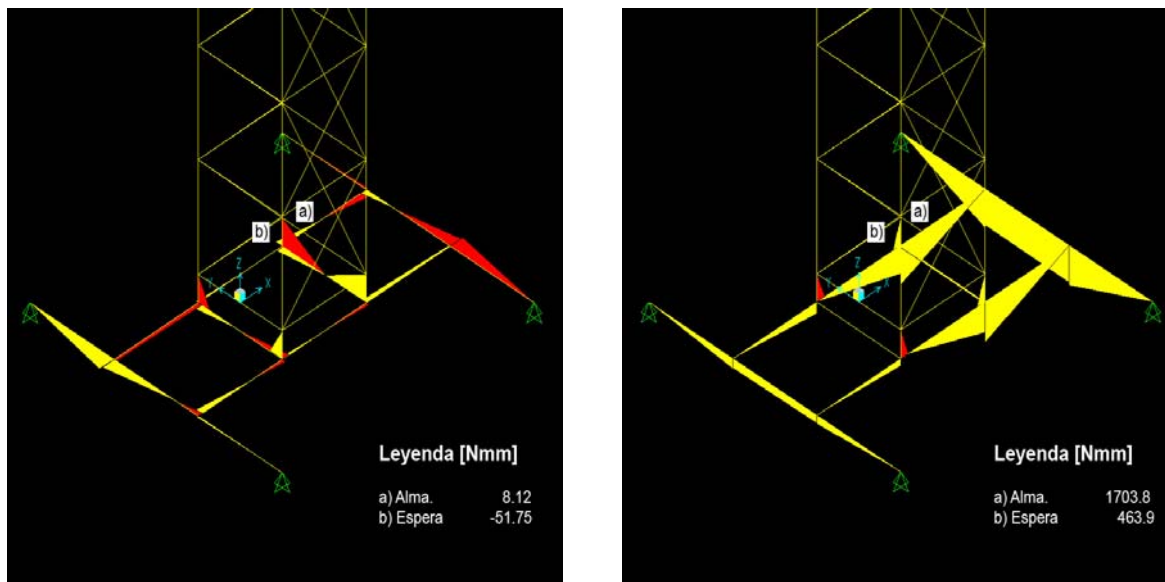 a)
b)
Z
Y
X
Leyenda [Nmm]
a) Alma. 8.12
b) Espera -51.75
a)
b)
Z
Y
X
Leyenda [Nmm]
a) Alma. 1703.8
b) Espera 463.9